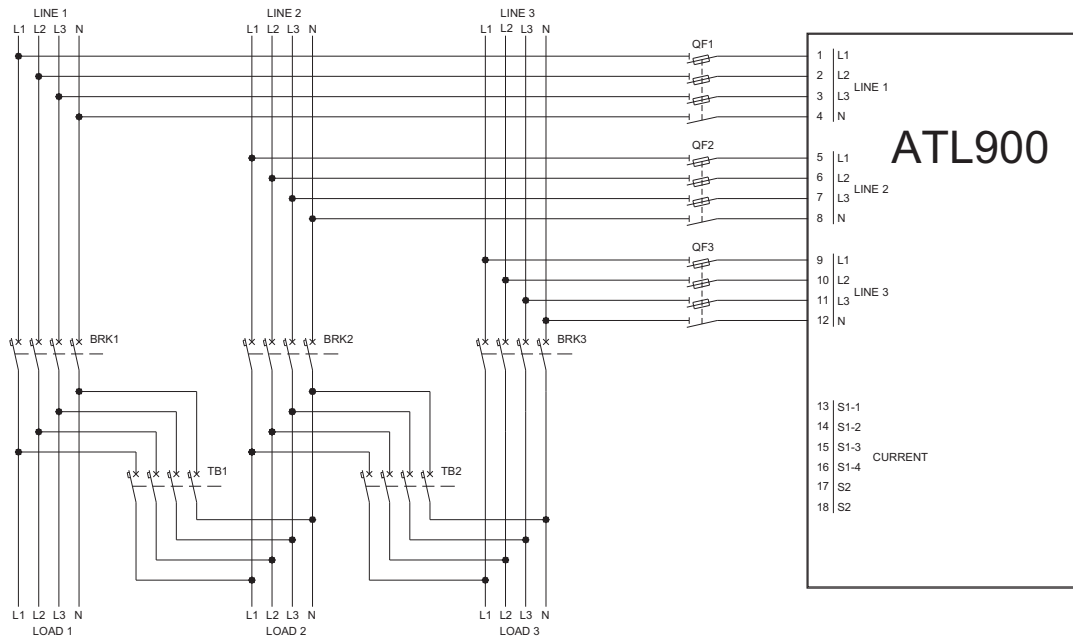 LINE 1 LINE 2 LINE 3
L1 L2 L3 N L1 L2 L3 N L1 L2 L3 N
QF1
1 L1
2 L2
3 L3
4 N
LINE 1
ATL900
QF2
5 L1
6 L2
7 L3
8 N
LINE 2
QF3
9 L1
10 L2
11 L3
12 N
LINE 3
BRK1 BRK2 BRK3
13 S1-1
14 S1-2
15 S1-3
16 S1-4
17 S2
18 S2
CURRENT
TB1 TB2
L1 L2 L3 N L1 L2 L3 N L1 L2 L3 N
LOAD 1 LOAD 2 LOAD 3